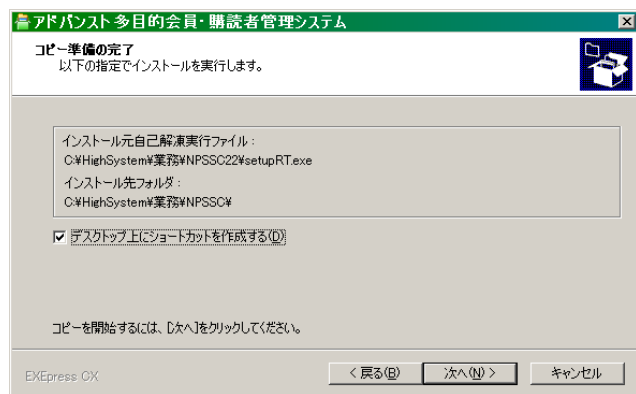 アドバンスト多目的会員・購読者管理システム
コピー準備の完了
以下の指定でインストールを実行します。
インストール元自己解凍実行ファイル：
C:¥HighSystem¥業務¥NPSSC22¥setupRT.exe
インストール先フォルダ：
C:¥HighSystem¥業務¥NPSSC¥
デスクトップ上にショートカットを作成する(D)
コピーを開始するには、[次へ]をクリックしてください。
EXEpress CX
< 戻る(B)
次へ(N) >
キャンセル